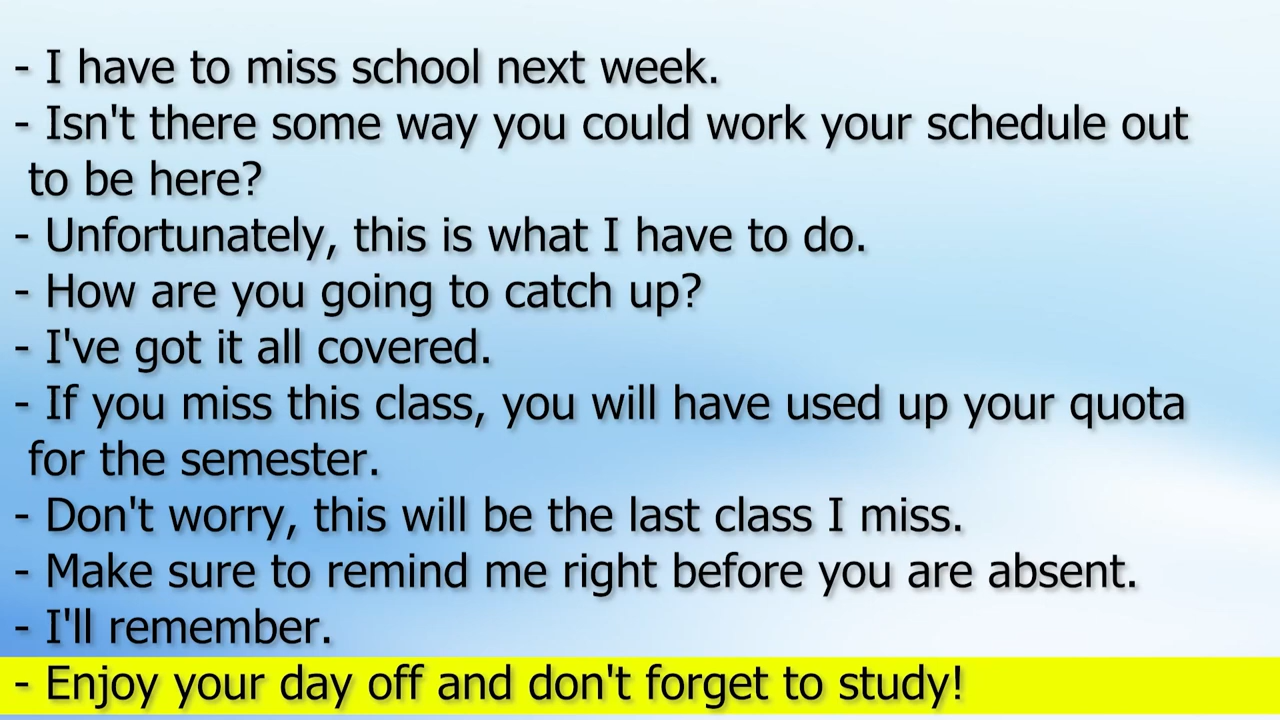 - I have to miss school next week.
- Isn't there some way you could work your schedule out
to be here?
- Unfortunately, this is what I have to do.
- How are you going to catch up?
- I've got it all covered.
- If you miss this class, you will have used up your quota
for the semester.
- Don't worry, this will be the last class I miss.
- Make sure to remind me right before you are absent.
- I'll remember.
- Enjoy your day off and don't forget to study!